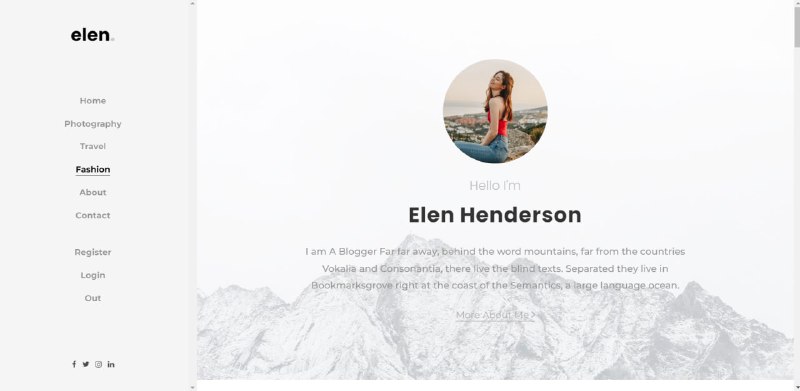 elen.
Home
Photography
Travel
Fashion
About
Contact
Register
Login
Out
Hello I'm
Elen Henderson
I am A Blogger Far far away, behind the word mountains, far from the countries
Vokalia and Consonantia, there live the blind texts. Separated they live in
Bookmarksgrove right at the coast of the Semantics, a large language ocean.
More About Me >